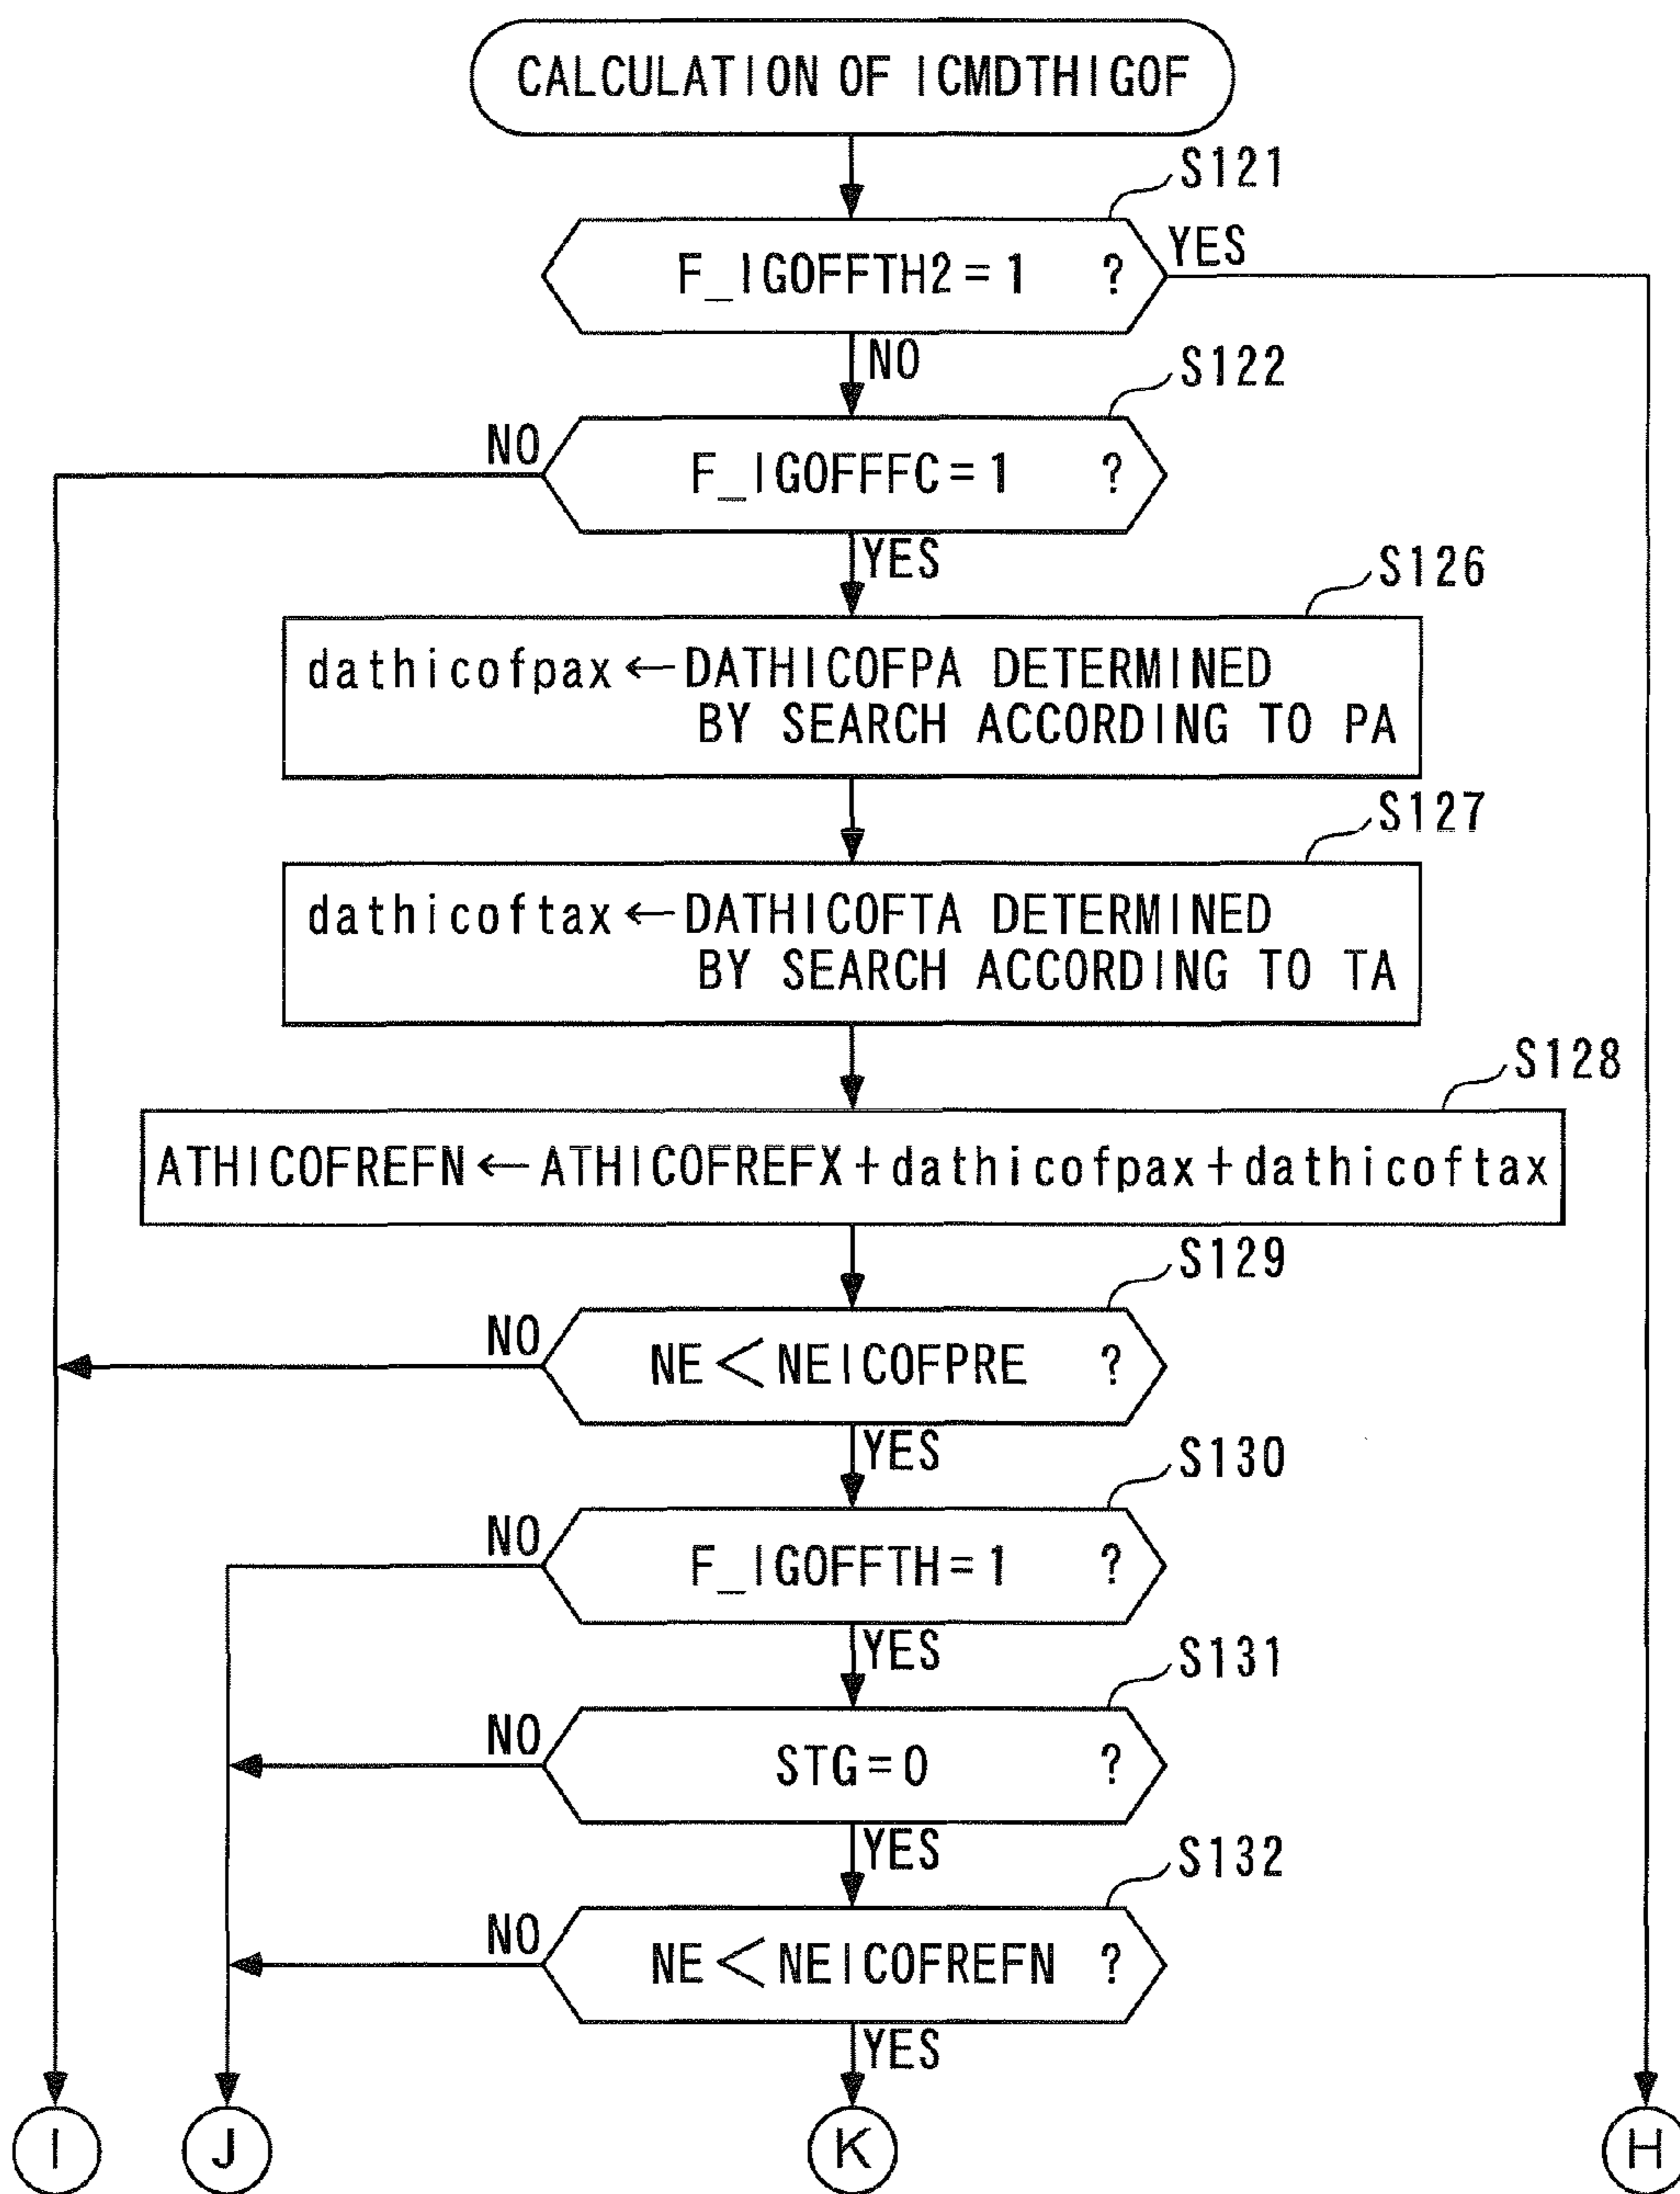 CALCULATION OF ICMDTHIGOF
S121
F_IGOFFTH2=1 ?
YES
NO
S122
NO
F_IGOFFFC=1 ?
YES
S126
dathicofpax←DATHICOFPA DETERMINED
BY SEARCH ACCORDING TO PA
S127
dathicoftax←DATHICOFTA DETERMINED
BY SEARCH ACCORDING TO TA
S128
ATHICOFREFN←ATHICOFREFX+dathicofpax+dathicoftax
S129
NO
NE<NEICOFPRE ?
YES
S130
NO
F_IGOFFTH=1 ?
YES
S131
NO
STG=0 ?
YES
S132
NO
NE<NEICOFREFN ?
YES
I J K H